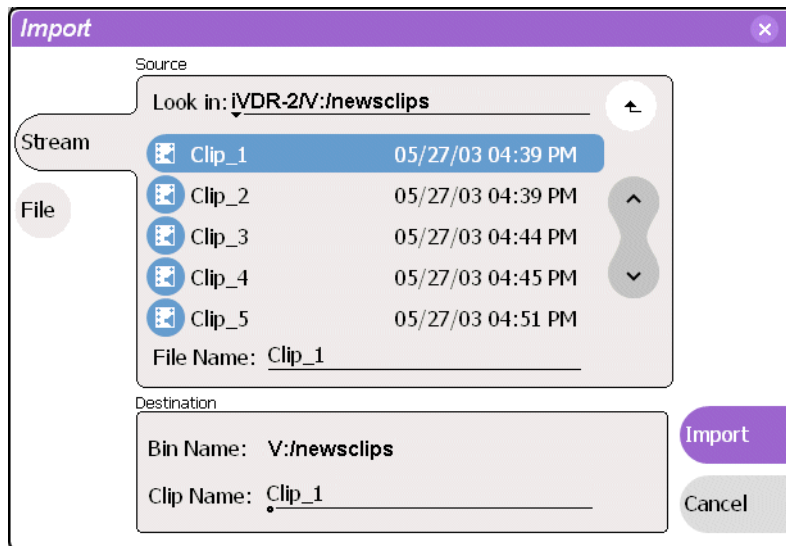 Import
Source
Look in: iVDR-2/V:/newsclips
Stream
Clip_1 05/27/03 04:39 PM
Clip_2 05/27/03 04:39 PM
File
Clip_3 05/27/03 04:44 PM
Clip_4 05/27/03 04:45 PM
Clip_5 05/27/03 04:51 PM
File Name: Clip_1
Destination
Bin Name: V:/newsclips
Import
Clip Name: Clip_1
Cancel